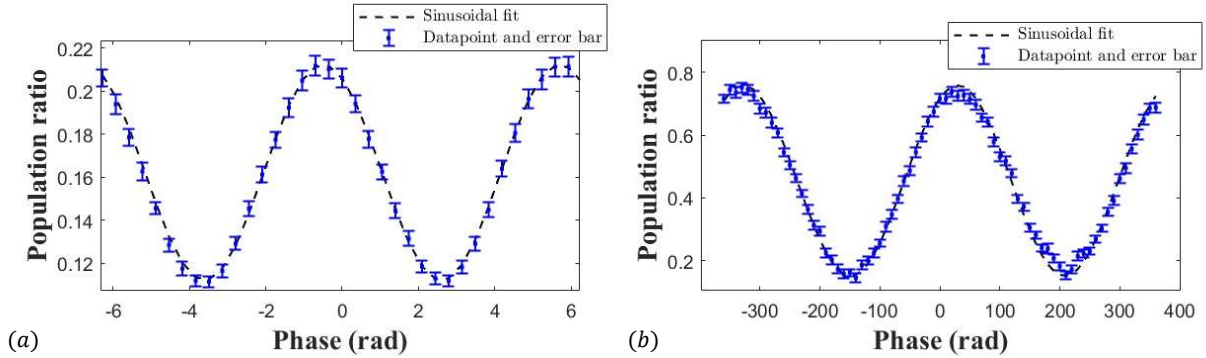 Sinusoidal fit
Datapoint and error bar
0.22
0.2
0.18
0.16
0.14
0.12
-6 -4 -2 0 2 4 6
Population ratio
Phase (rad)
(a)
Sinusoidal fit
Datapoint and error bar
0.8
0.6
0.4
0.2
-300 -200 -100 0 100 200 300 400
Population ratio
Phase (rad)
(b)